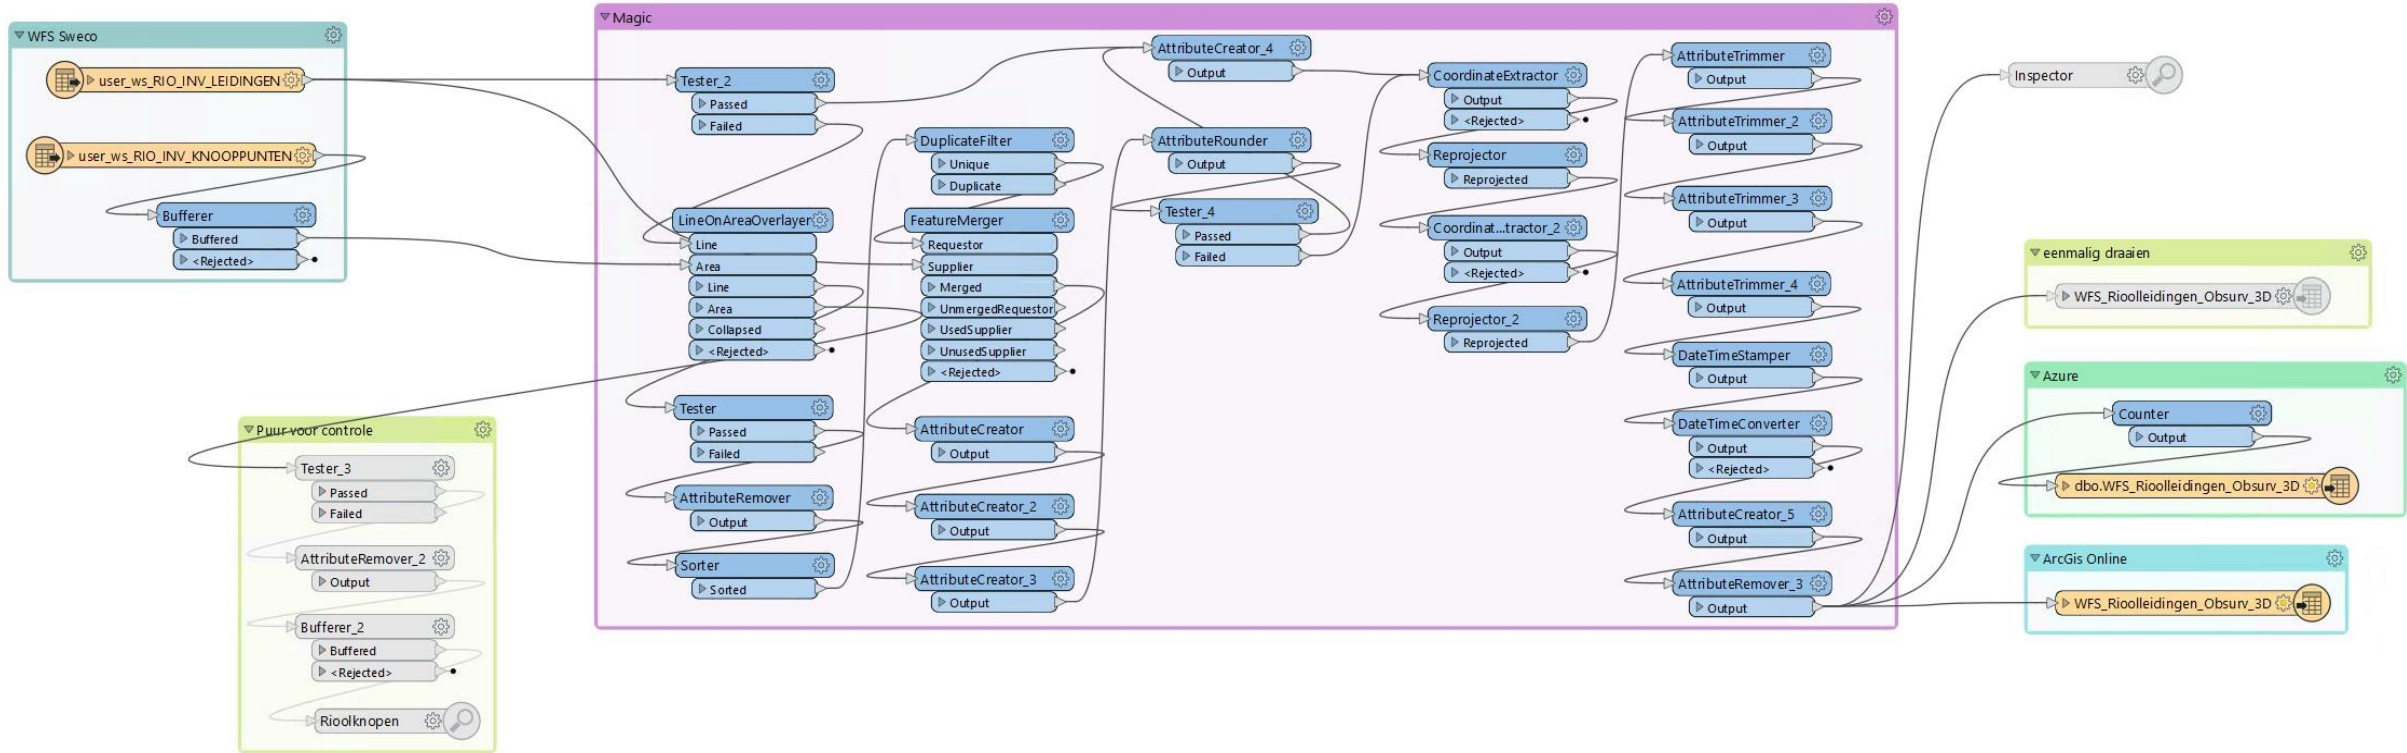 WFS Sweco
user_ws_RIO_INV_LEIDINGEN
user_ws_RIO_INV_KNOOPPUNTEN
Bufferer
Buffered
<Rejected>
Puur voor controle
Tester_3
Passed
Failed
AttributeRemover_2
Output
Bufferer_2
Buffered
<Rejected>
Rioolknopen
Magic
Tester_2
Passed
Failed
LineOnAreaOverlayer
Line
Area
Line
Area
Collapsed
<Rejected>
Tester
Passed
Failed
AttributeRemover
Output
Sorter
Sorted
DuplicateFilter
Unique
Duplicate
FeatureMerger
Requestor
Supplier
Merged
UnmergedRequestor
UsedSupplier
UnusedSupplier
<Rejected>
AttributeCreator
Output
AttributeCreator_2
Output
AttributeCreator_3
Output
AttributeCreator_4
Output
AttributeRounder
Output
Tester_4
Passed
Failed
CoordinateExtractor
Output
<Rejected>
Reprojector
Reprojected
Coordinat...tractor_2
Output
<Rejected>
Reprojector_2
Reprojected
AttributeTrimmer
Output
AttributeTrimmer_2
Output
AttributeTrimmer_3
Output
AttributeTrimmer_4
Output
DateTimeStamper
Output
DateTimeConverter
Output
<Rejected>
AttributeCreator_5
Output
AttributeRemover_3
Output
Inspector
eenmalig draaien
WFS_Rioolleidingen_Obsurv_3D
Azure
Counter
Output
dbo.WFS_Rioolleidingen_Obsurv_3D
ArcGis Online
WFS_Rioolleidingen_Obsurv_3D